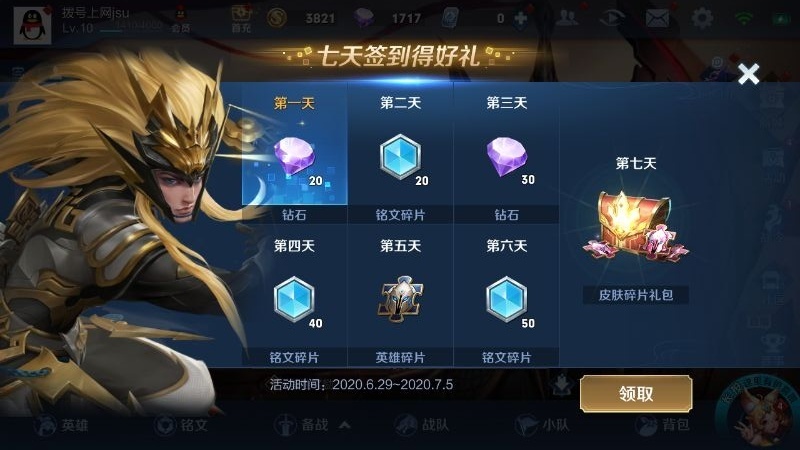 拨号上网jsu
Lv.10
会员
首充
3821
1717
0
七天签到得好礼
第一天
20
钻石
第二天
20
铭文碎片
第三天
30
钻石
第四天
40
铭文碎片
第五天
英雄碎片
第六天
50
铭文碎片
第七天
皮肤碎片礼包
活动时间：2020.6.29~2020.7.5
领取
英雄
铭文
备战
战队
小队
背包